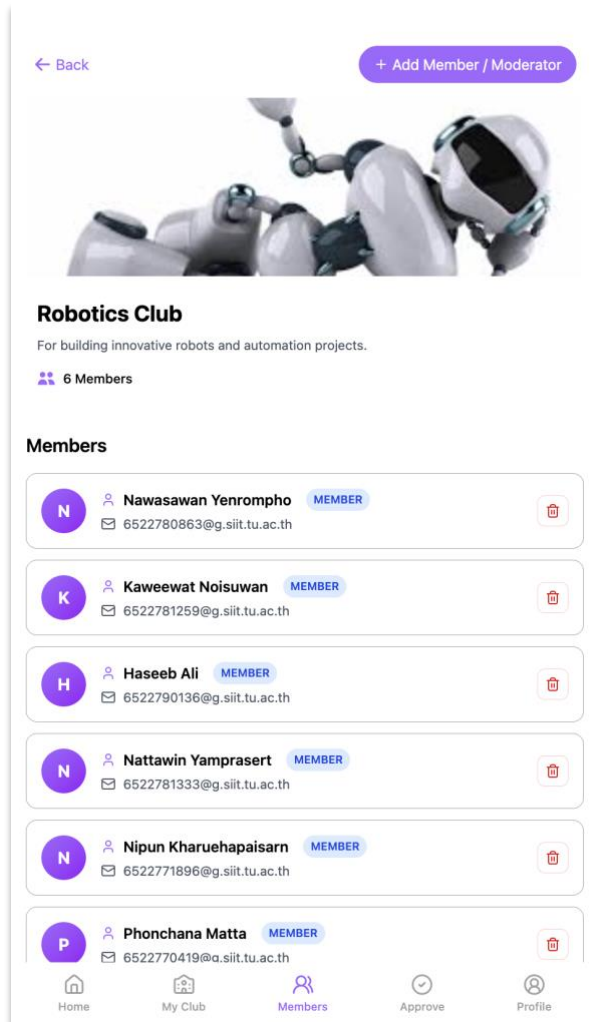 ← Back
+ Add Member / Moderator
Robotics Club
For building innovative robots and automation projects.
6 Members
Members
N
Nawasawan Yenrompho MEMBER
6522780863@g.siit.tu.ac.th
K
Kaweewat Noisuwan MEMBER
6522781259@g.siit.tu.ac.th
H
Haseeb Ali MEMBER
6522790136@g.siit.tu.ac.th
N
Nattawin Yamprasert MEMBER
6522781333@g.siit.tu.ac.th
N
Nipun Kharuehapaisarn MEMBER
6522771896@g.siit.tu.ac.th
P
Phonchana Matta MEMBER
6522770419@g.siit.tu.ac.th
Home My Club Members Approve Profile